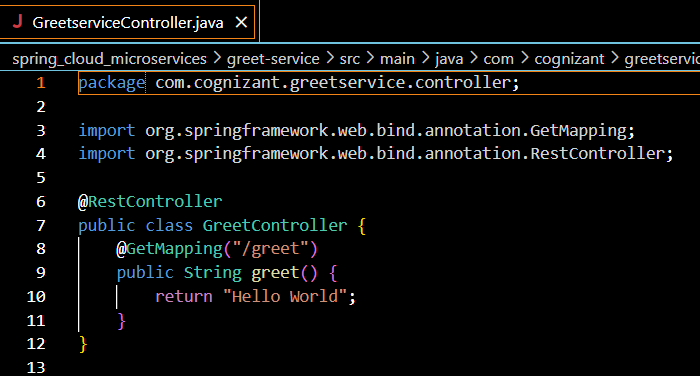 J GreetserviceController.java ×
spring_cloud_microservices > greet-service > src > main > java > com > cognizant > greetservic
1 package com.cognizant.greetservice.controller;
2
3 import org.springframework.web.bind.annotation.GetMapping;
4 import org.springframework.web.bind.annotation.RestController;
5
6 @RestController
7 public class GreetController {
8 @GetMapping("/greet")
9 public String greet() {
10 return "Hello World";
11 }
12 }
13